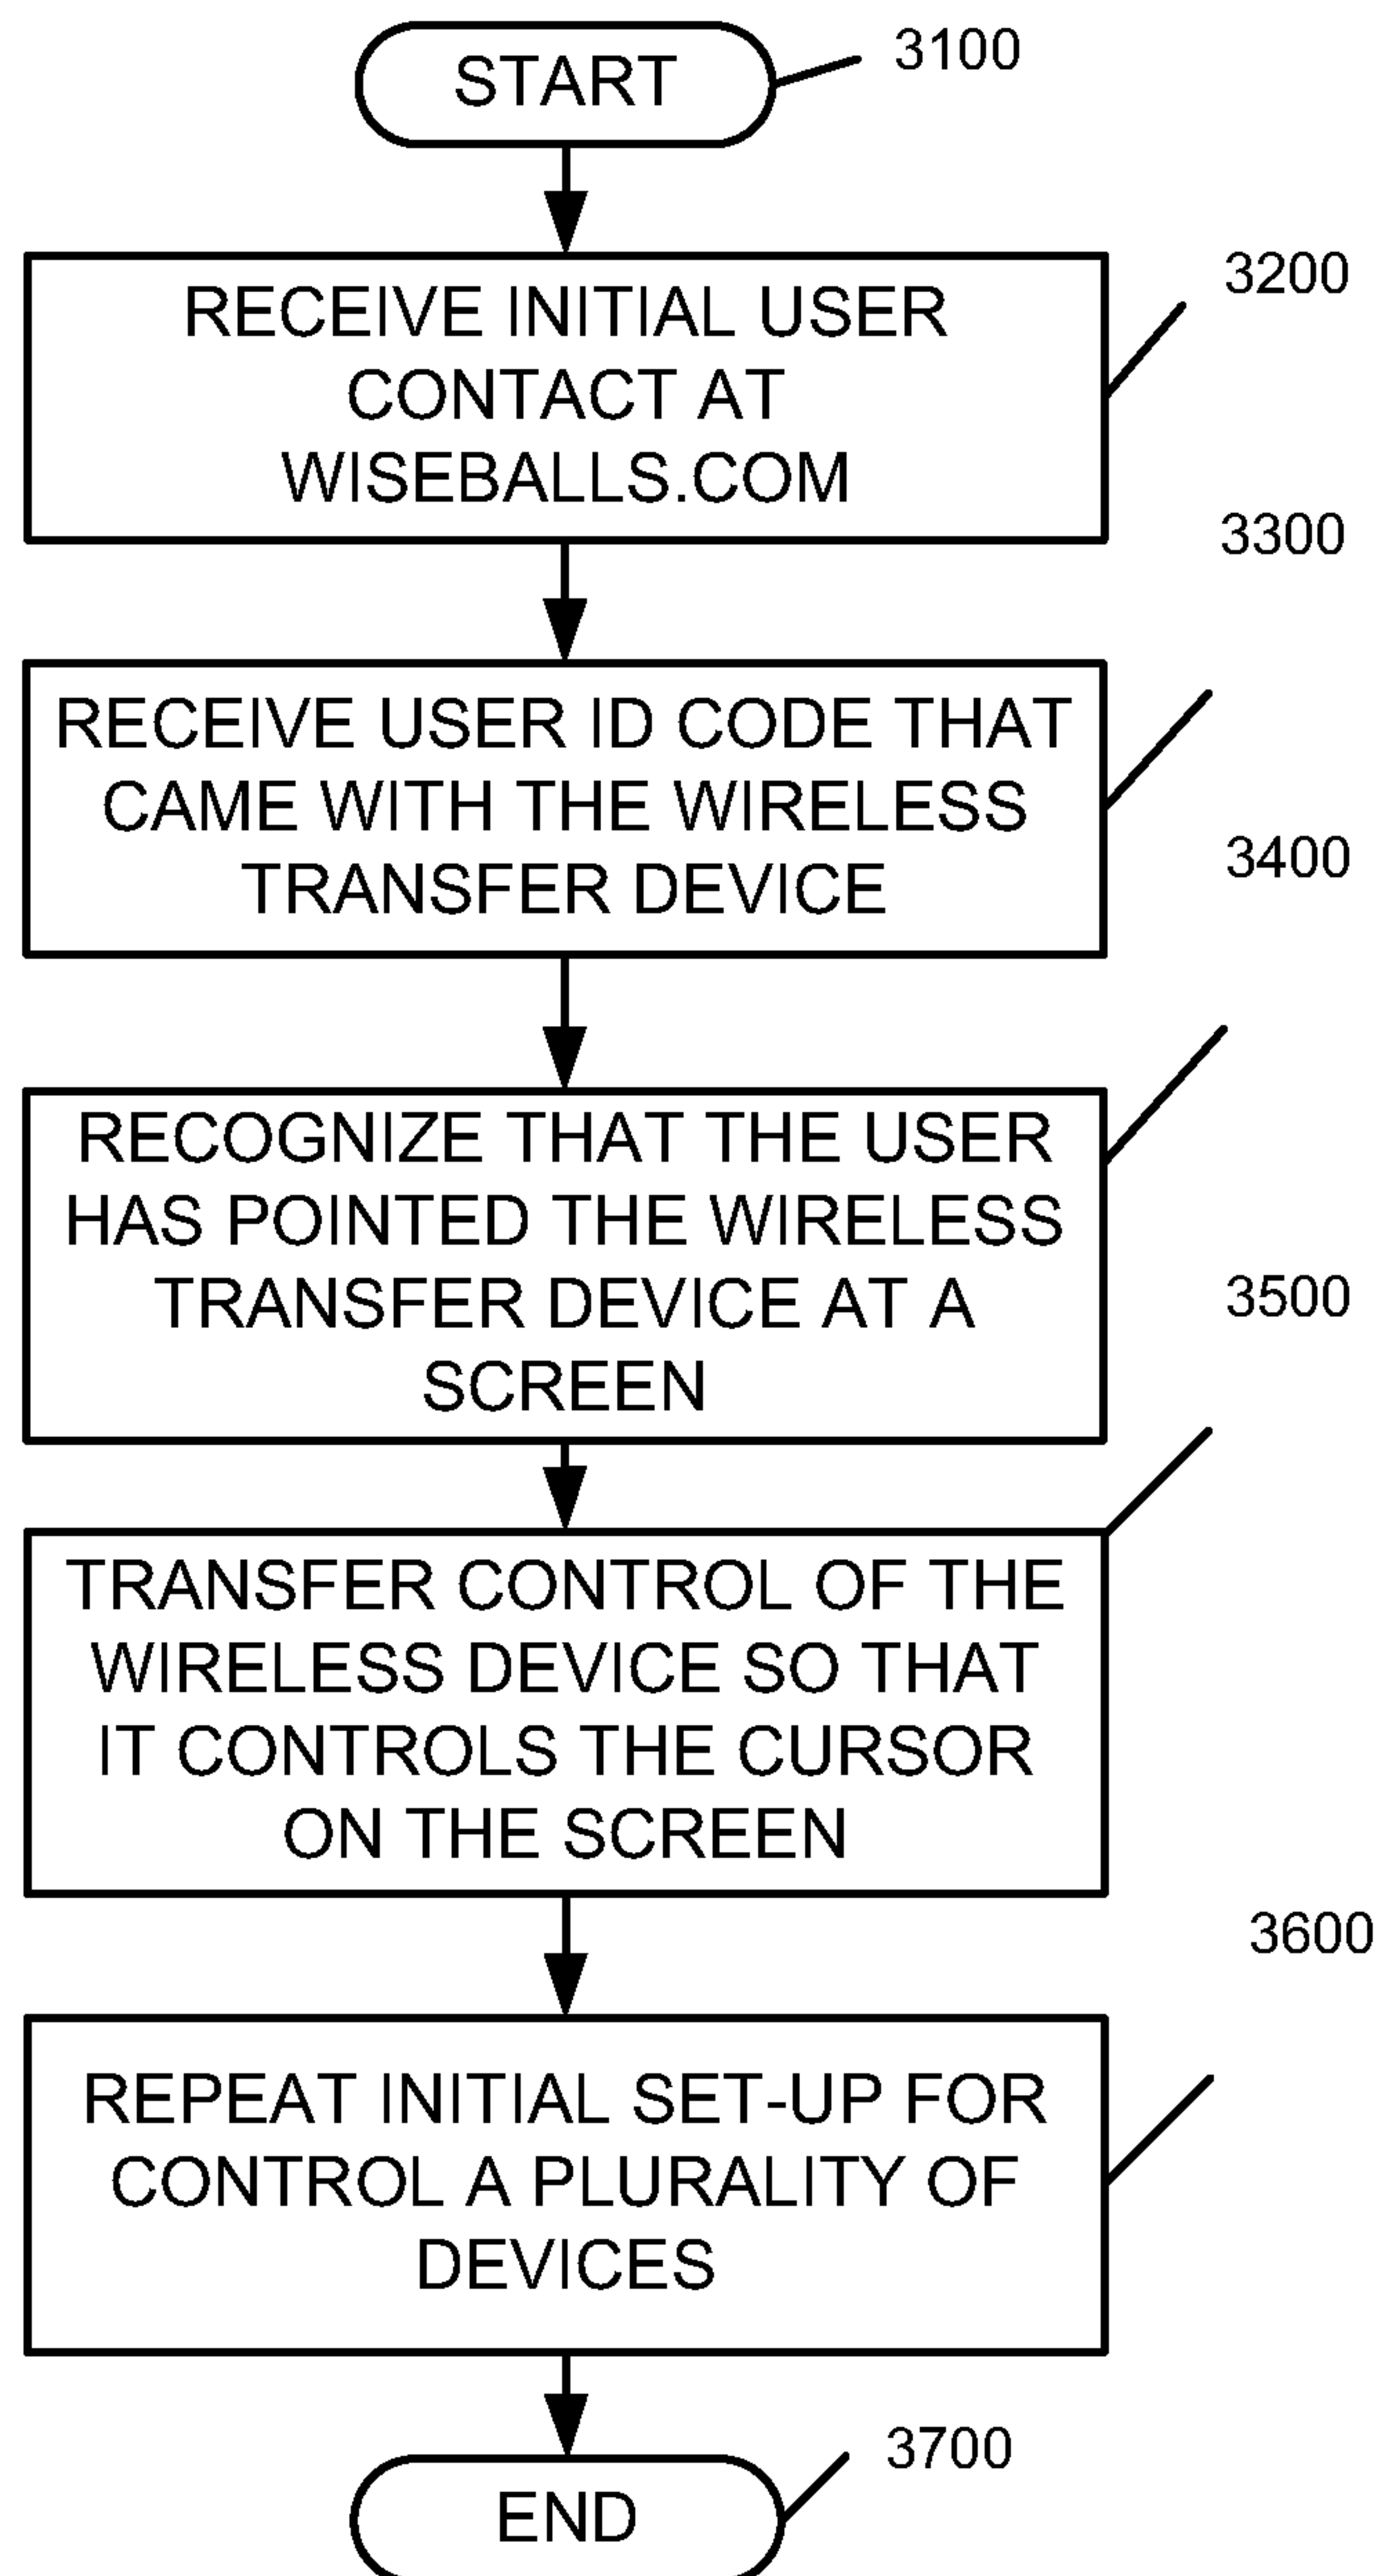 START
3100
RECEIVE INITIAL USER
CONTACT AT
WISEBALLS.COM
3200
3300
RECEIVE USER ID CODE THAT
CAME WITH THE WIRELESS
TRANSFER DEVICE
3400
RECOGNIZE THAT THE USER
HAS POINTED THE WIRELESS
TRANSFER DEVICE AT A
SCREEN
3500
TRANSFER CONTROL OF THE
WIRELESS DEVICE SO THAT
IT CONTROLS THE CURSOR
ON THE SCREEN
3600
REPEAT INITIAL SET-UP FOR
CONTROL A PLURALITY OF
DEVICES
3700
END